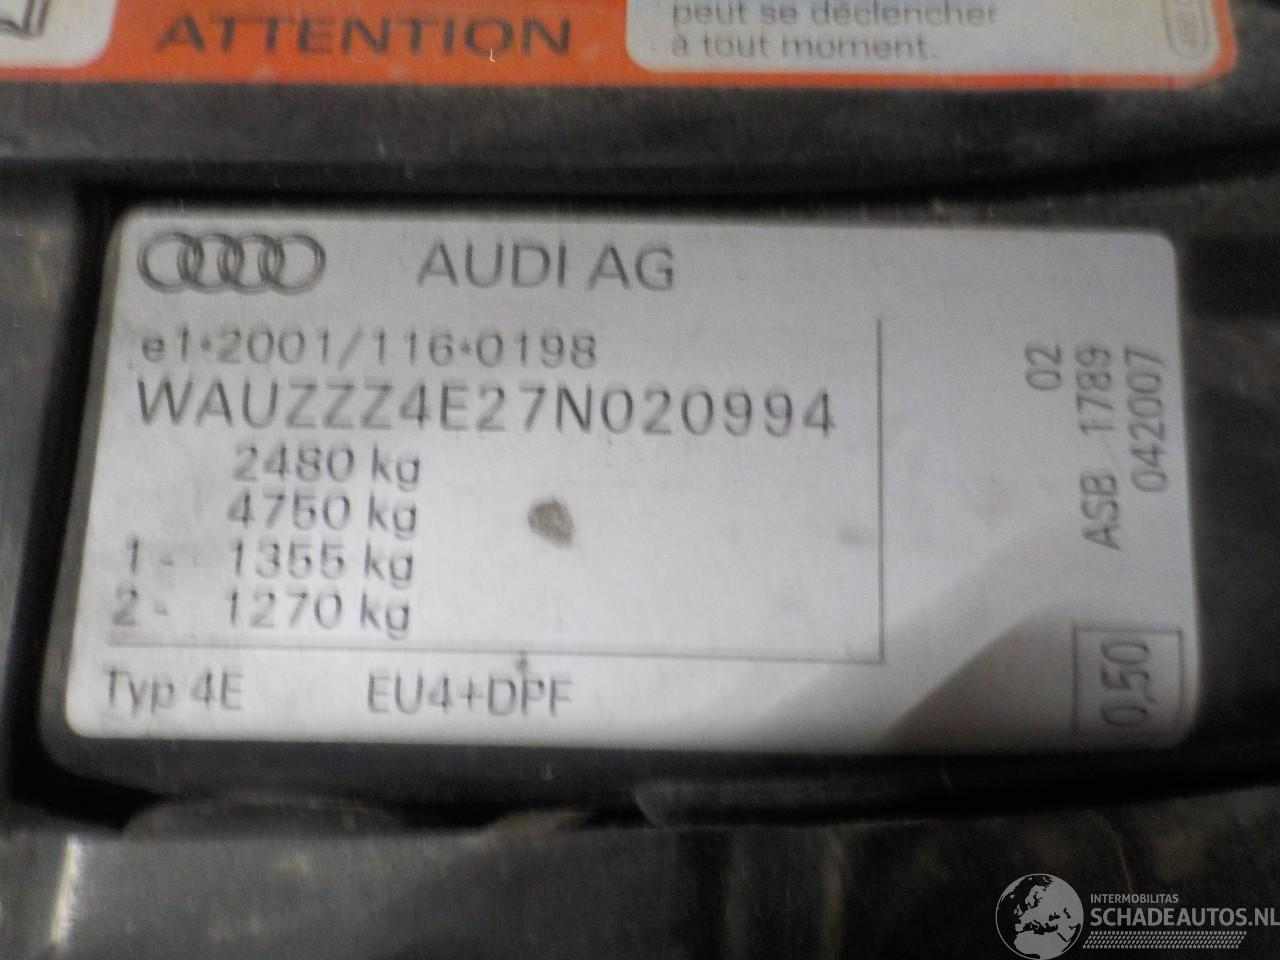 ATTENTION
peut se déclencher
à tout moment.
AUDI AG
e1*2001/116*0198
WAUZZZ4E27N020994
2480 kg
4750 kg
1 - 1355 kg
2 - 1270 kg
Typ 4E EU4+DPF
02
ASB 1789
042007
0,50
INTERMOBILITAS
SCHADEAUTOS.NL